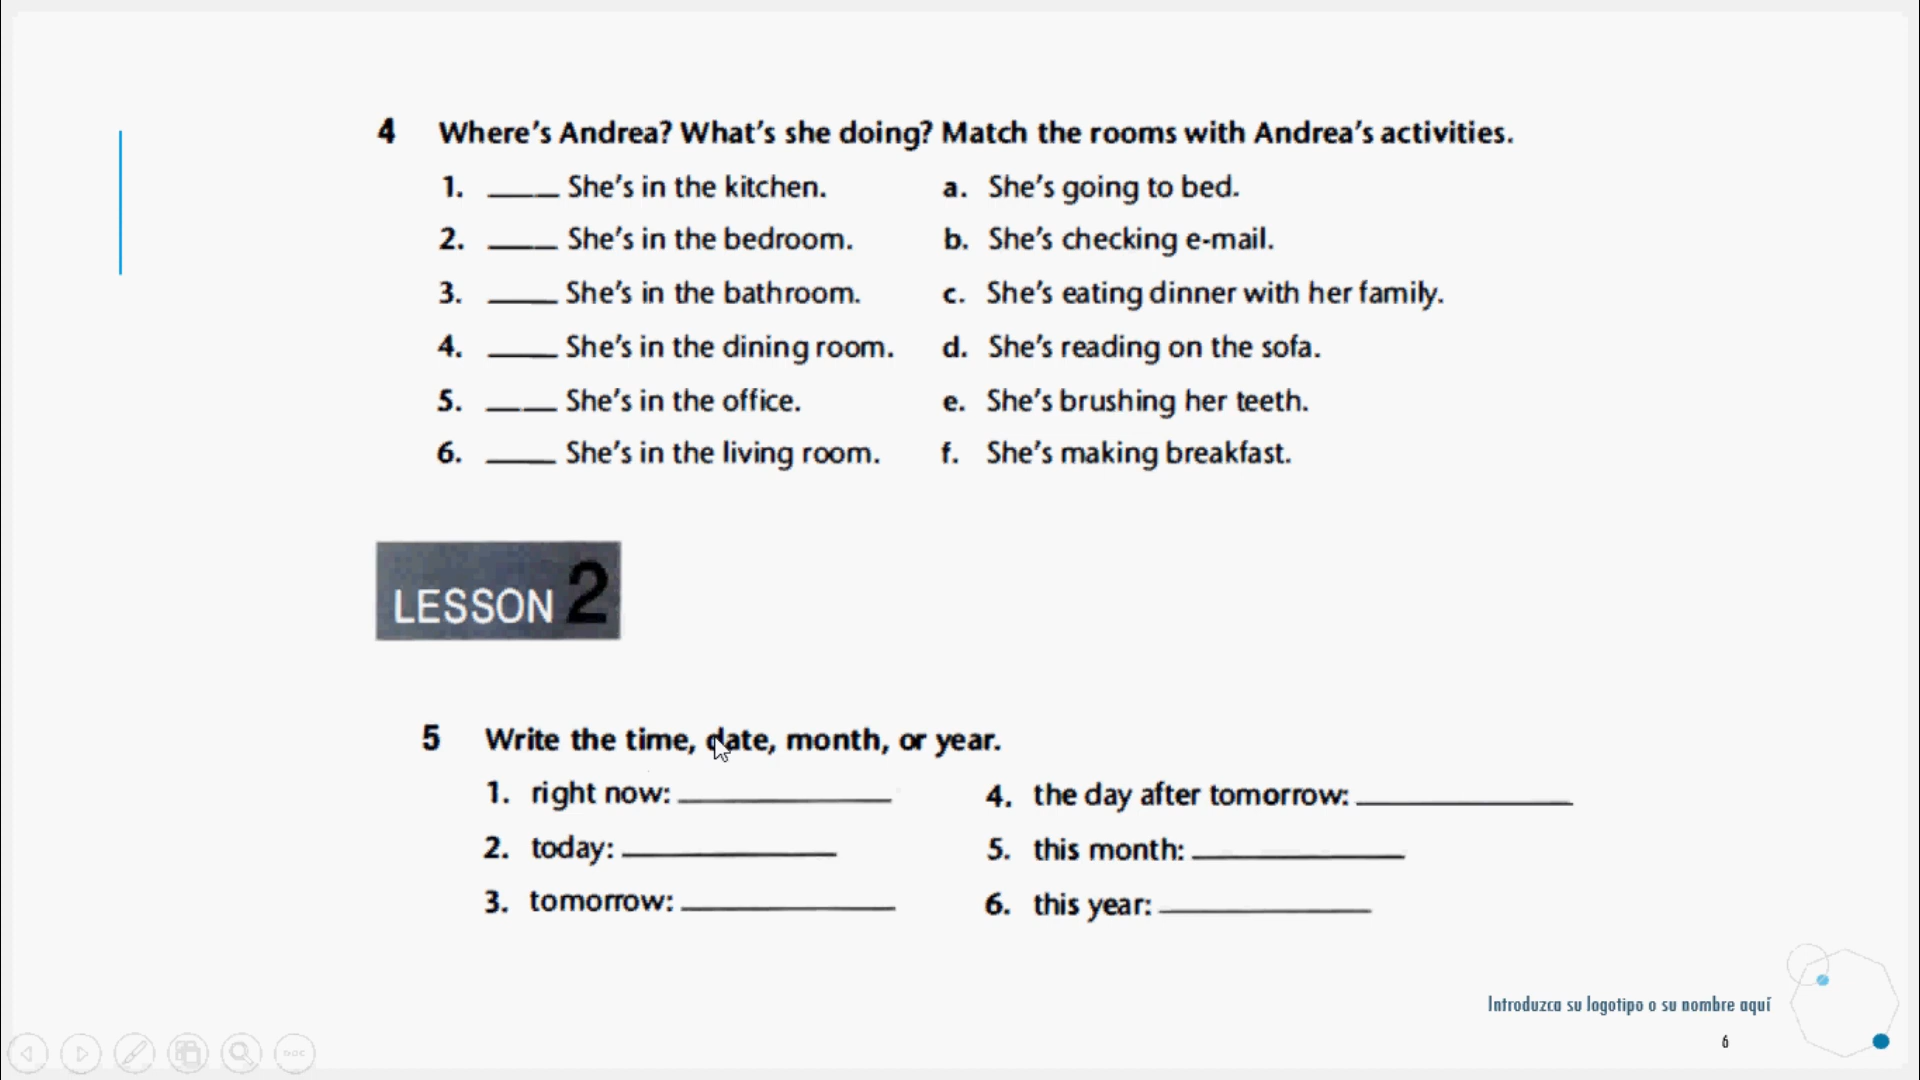 4 Where's Andrea? What's she doing? Match the rooms with Andrea's activities.
1. ____ She's in the kitchen.
a. She's going to bed.
2. ____ She's in the bedroom.
b. She's checking e-mail.
3. ____ She's in the bathroom.
c. She's eating dinner with her family.
4. ____ She's in the dining room.
d. She's reading on the sofa.
5. ____ She's in the office.
e. She's brushing her teeth.
6. ____ She's in the living room.
f. She's making breakfast.
LESSON 2
5 Write the time, date, month, or year.
1. right now: ____________
4. the day after tomorrow: ____________
2. today: ____________
5. this month: ____________
3. tomorrow: ____________
6. this year: ____________
Introduzca su logotipo o su nombre aquí
6